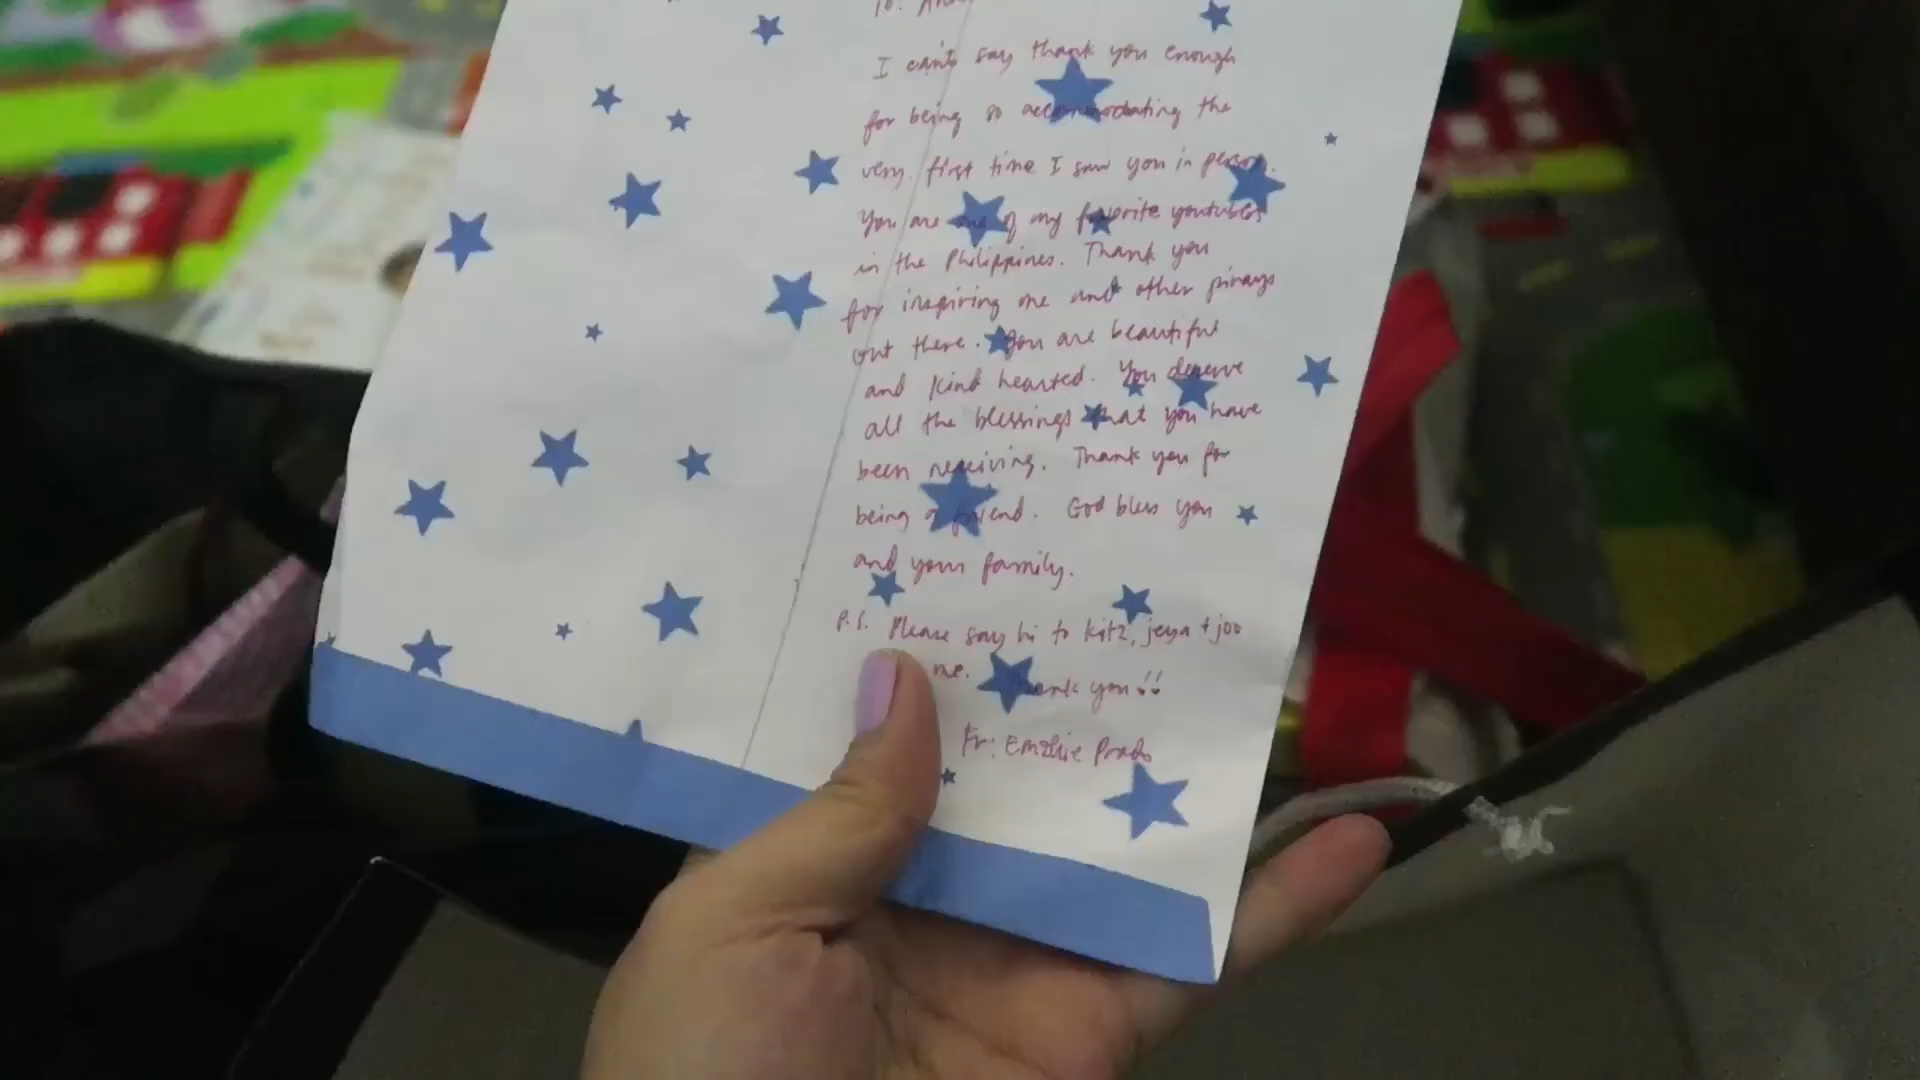 To:
I can't say thank you enough
for being so accommodating the
very first time I saw you in person.
You are one of my favorite youtubers
in the Philippines. Thank you
for inspiring me and other pinays
out there. You are beautiful
and kind hearted. You deserve
all the blessings that you have
been receiving. Thank you for
being a friend. God bless you
and your family.
P.S. Please say hi to kitz, jeya + joo
me. Thank you!!
Fr: Emzhie Prado